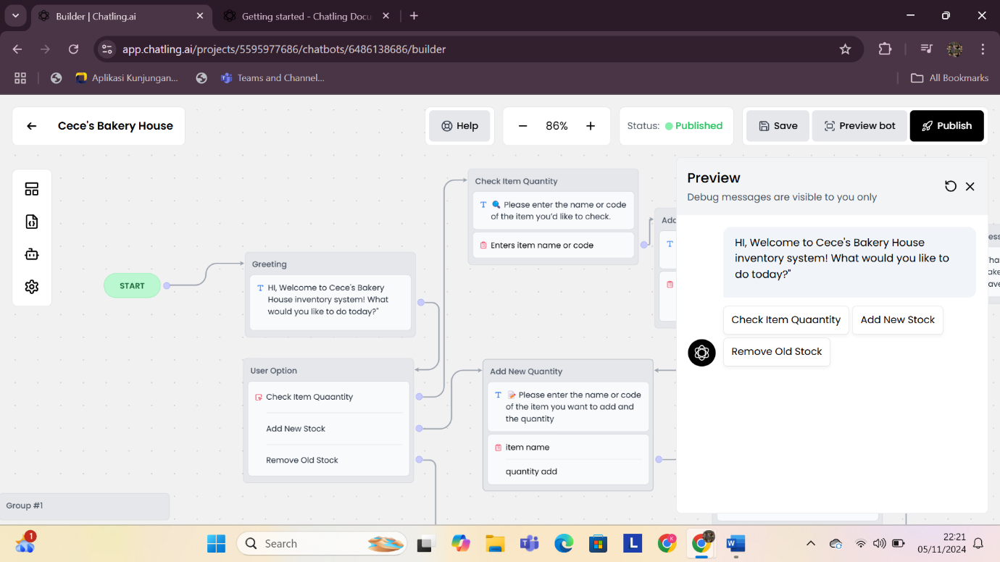 Builder | Chatling.ai
Getting started - Chatling Docu
app.chatling.ai/projects/5595977686/chatbots/6486138686/builder
Aplikasi Kunjungan...
Teams and Channel...
All Bookmarks
Cece's Bakery House
Help
86%
Status: Published
Save
Preview bot
Publish
START
Greeting
HI, Welcome to Cece's Bakery
House inventory system! What
would you like to do today?"
User Option
Check Item Quaantity
Add New Stock
Remove Old Stock
Group #1
Check Item Quantity
Please enter the name or code
of the item you'd like to check.
Enters item name or code
Add New Quantity
Please enter the name or code
of the item you want to add and
the quantity
item name
quantity add
Add
Preview
Debug messages are visible to you only
HI, Welcome to Cece's Bakery House
inventory system! What would you like to
do today?"
Check Item Quaantity
Add New Stock
Remove Old Stock
1
Search
L
22:21
05/11/2024